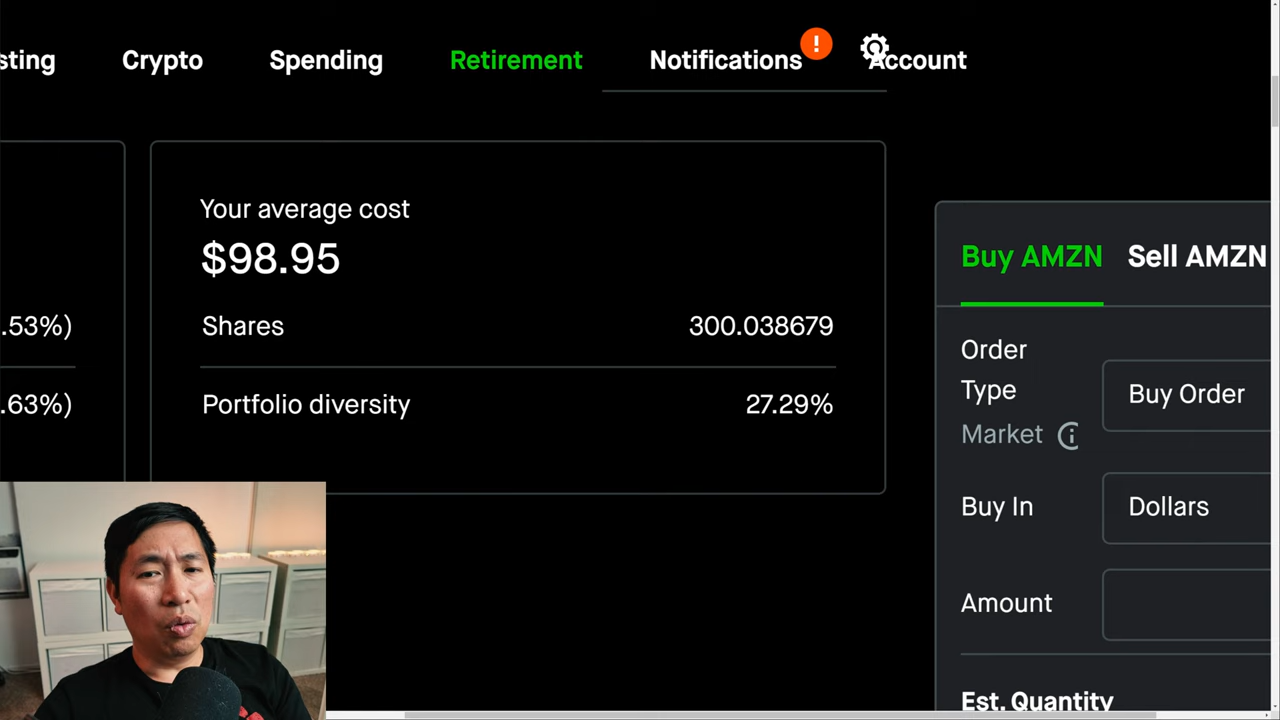 sting Crypto Spending Retirement Notifications ! Account
Your average cost
$98.95
Shares 300.038679
Portfolio diversity 27.29%
.53%)
.63%)
Buy AMZN Sell AMZN
Order
Type
Market
Buy Order
Buy In Dollars
Amount
Est. Quantity